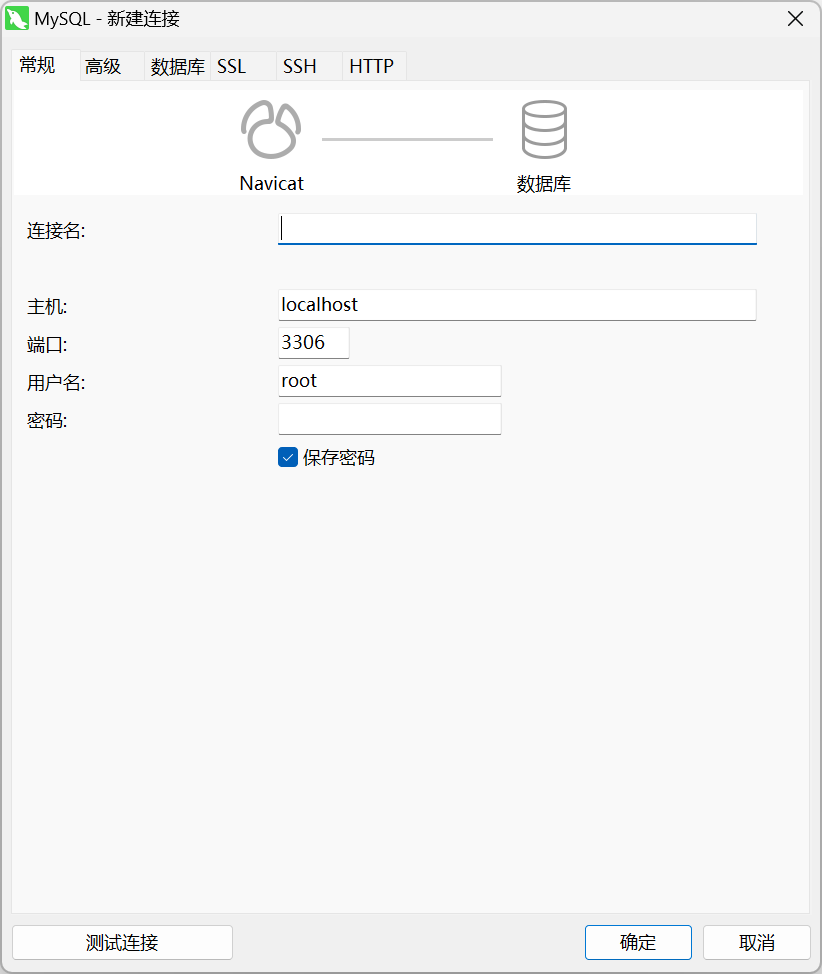 MySQL - 新建连接
常规 高级 数据库 SSL SSH HTTP
Navicat 数据库
连接名:
主机: localhost
端口: 3306
用户名: root
密码:
保存密码
测试连接 确定 取消